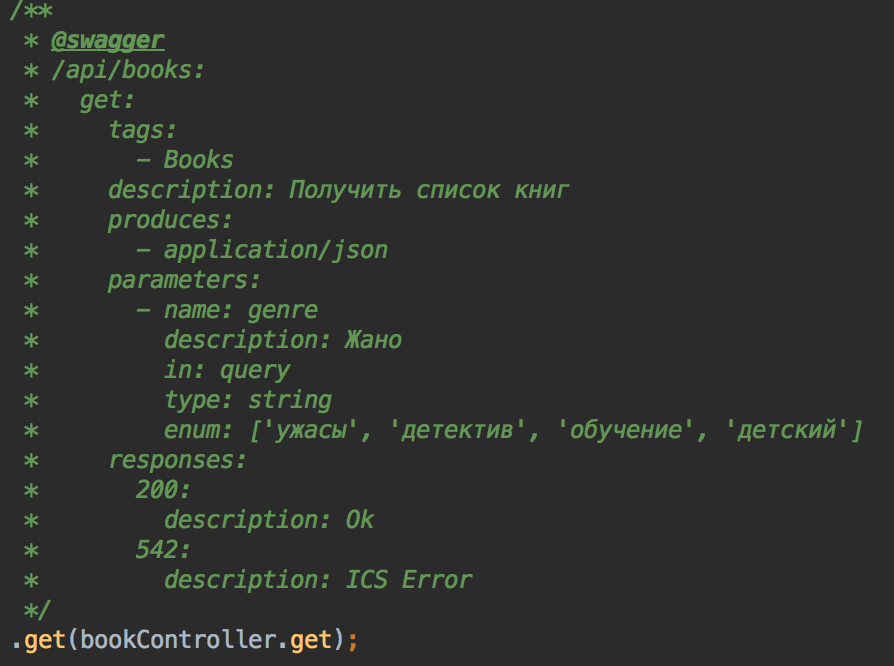 /**
 * @swagger
 * /api/books:
 *   get:
 *     tags:
 *       - Books
 *     description: Получить список книг
 *     produces:
 *       - application/json
 *     parameters:
 *       - name: genre
 *         description: Жано
 *         in: query
 *         type: string
 *         enum: ['ужасы', 'детектив', 'обучение', 'детский']
 *     responses:
 *       200:
 *         description: Ok
 *       542:
 *         description: ICS Error
 */
.get(bookController.get);